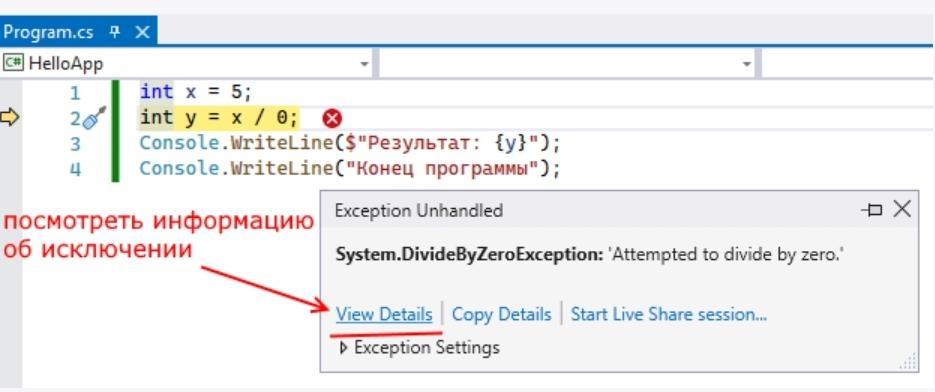 Program.cs
C# HelloApp
1 int x = 5;
2 int y = x / 0;
3 Console.WriteLine($"Результат: {y}");
4 Console.WriteLine("Конец программы");
посмотреть информацию
об исключении
Exception Unhandled
System.DivideByZeroException: 'Attempted to divide by zero.'
View Details | Copy Details | Start Live Share session...
Exception Settings